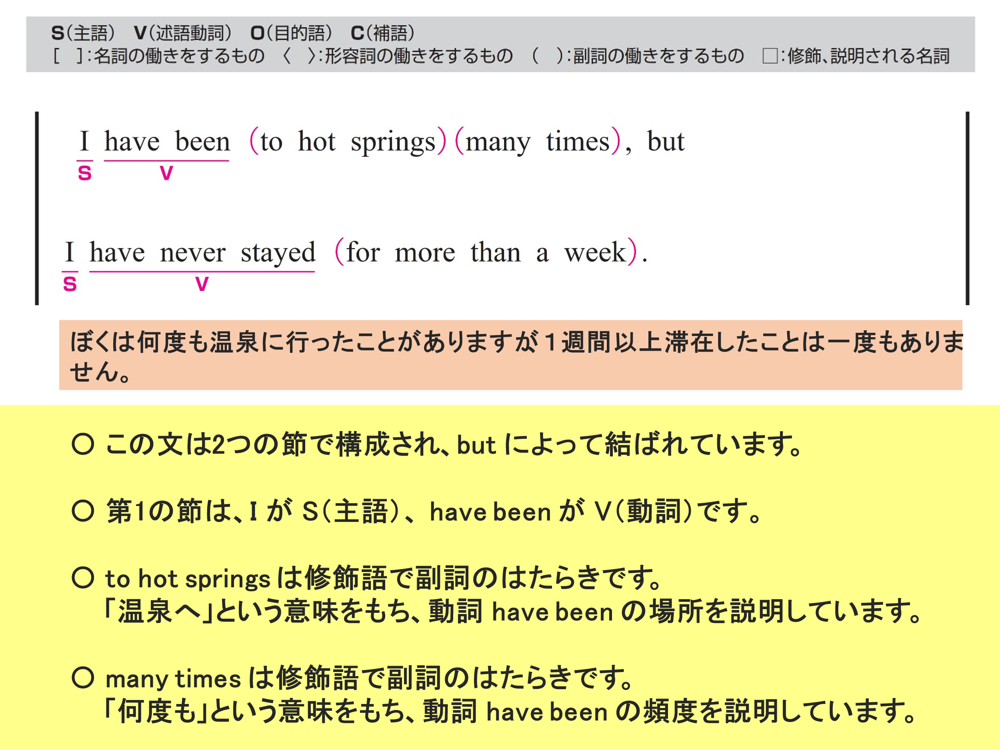 S（主語）　V（述語動詞）　O（目的語）　C（補語）
［　］：名詞の働きをするもの　〈　〉：形容詞の働きをするもの　（　）：副詞の働きをするもの　□：修飾、説明される名詞
I have been (to hot springs)(many times), but
S V
I have never stayed (for more than a week).
S V
ぼくは何度も温泉に行ったことがありますが、１週間以上滞在したことは一度もありま
せん。
○ この文は2つの節で構成され、but によって結ばれています。
○ 第1の節は、I が S（主語）、have been が V（動詞）です。
○ to hot springs は修飾語で副詞のはたらきです。
「温泉へ」という意味をもち、動詞 have been の場所を説明しています。
○ many times は修飾語で副詞のはたらきです。
「何度も」という意味をもち、動詞 have been の頻度を説明しています。